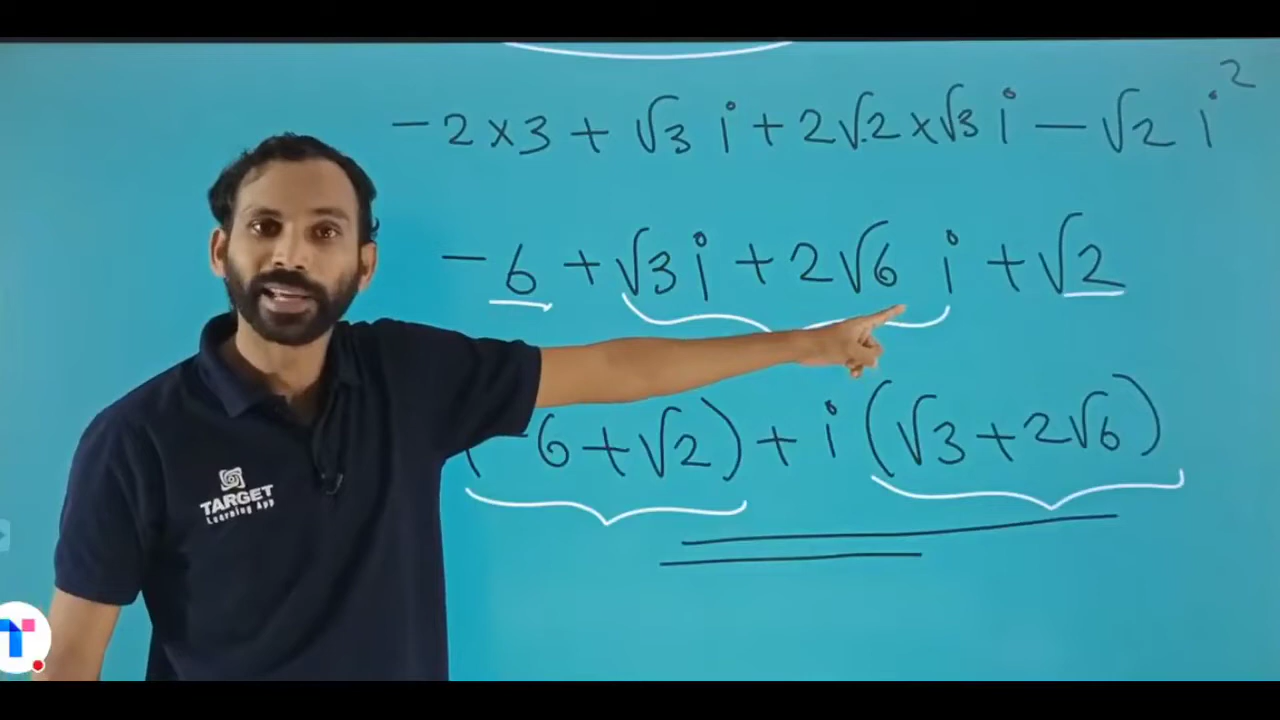 -2×3+√3 i+2√2×√3 i-√2 i²
-6+√3 i+2√6 i+√2
(-6+√2)+i(√3+2√6)
TARGET
Learning App